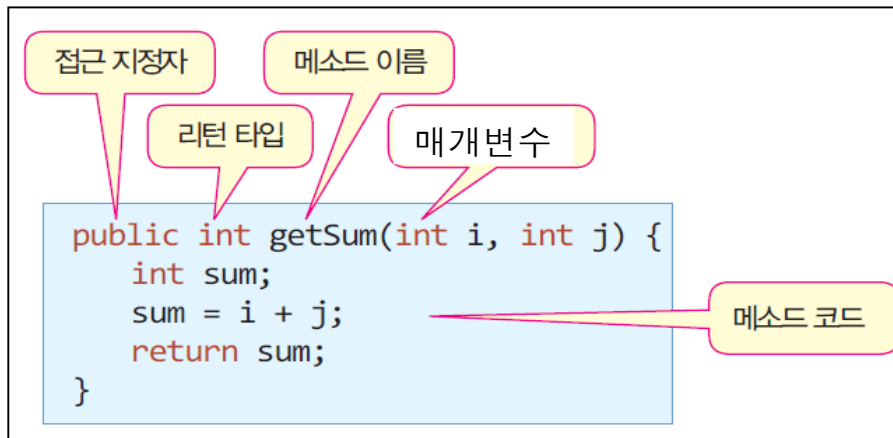 접근 지정자
메소드 이름
리턴 타입
매개변수
public int getSum(int i, int j) {
int sum;
sum = i + j;
return sum;
}
메소드 코드